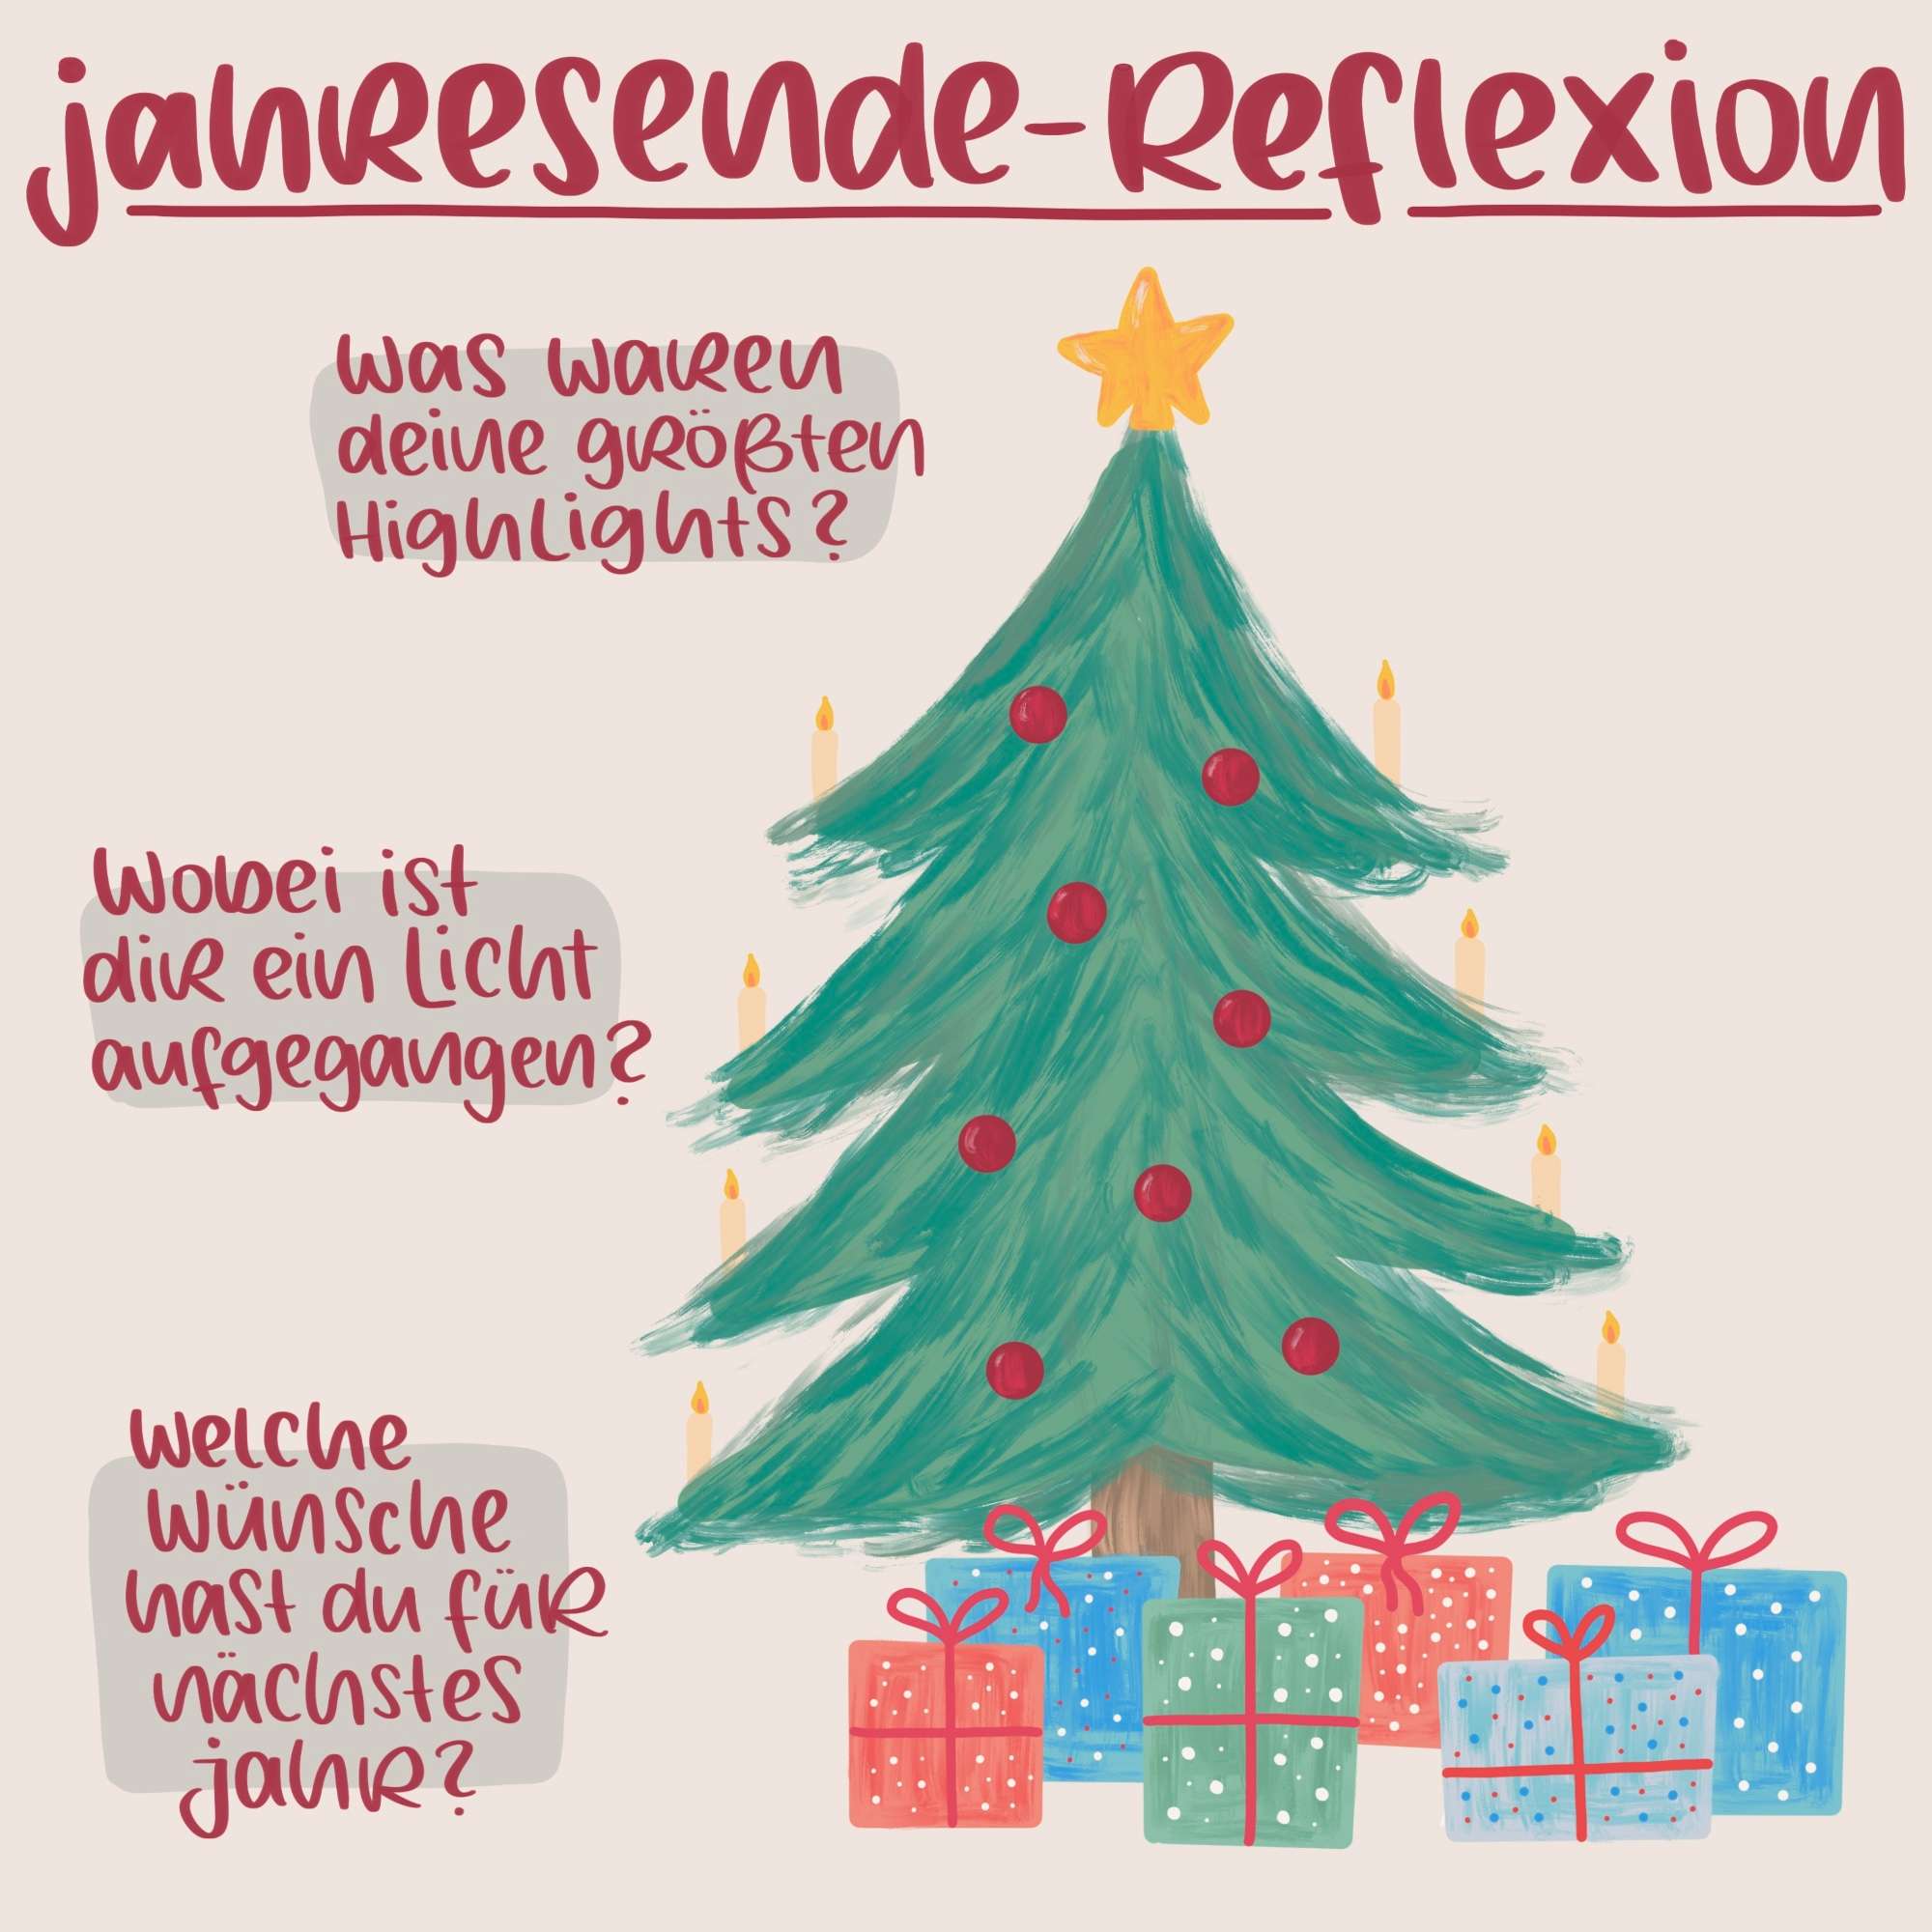 Jahresende-Reflexion
Was waren
deine größten
Highlights?
Wobei ist
dir ein Licht
aufgegangen?
Welche
Wünsche
hast du für
nächstes
Jahr?